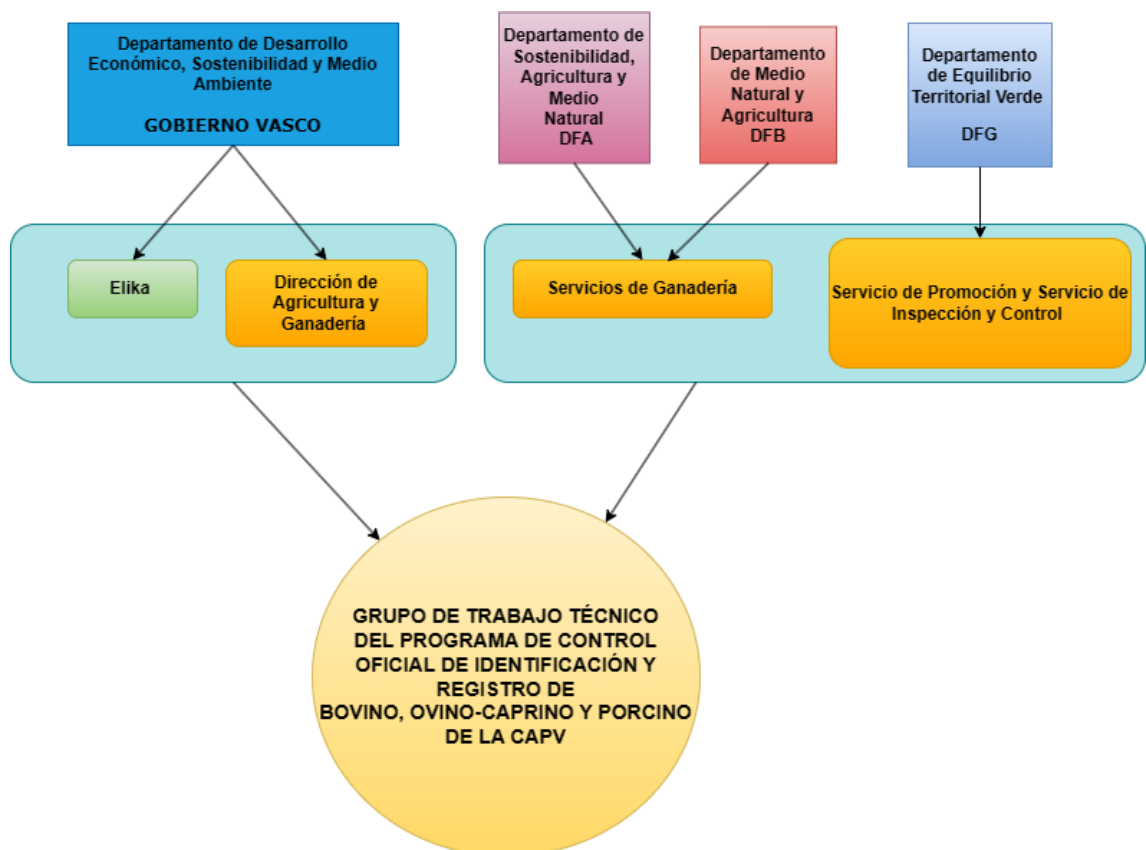 Departamento de Desarrollo
Económico, Sostenibilidad y Medio
Ambiente
GOBIERNO VASCO
Departamento de
Sostenibilidad,
Agricultura y
Medio
Natural
DFA
Departamento
de Medio
Natural y
Agricultura
DFB
Departamento
de Equilibrio
Territorial Verde
DFG
Elika
Dirección de
Agricultura y
Ganadería
Servicios de Ganadería
Servicio de Promoción y Servicio de
Inspección y Control
GRUPO DE TRABAJO TÉCNICO
DEL PROGRAMA DE CONTROL
OFICIAL DE IDENTIFICACIÓN Y
REGISTRO DE
BOVINO, OVINO-CAPRINO Y PORCINO
DE LA CAPV